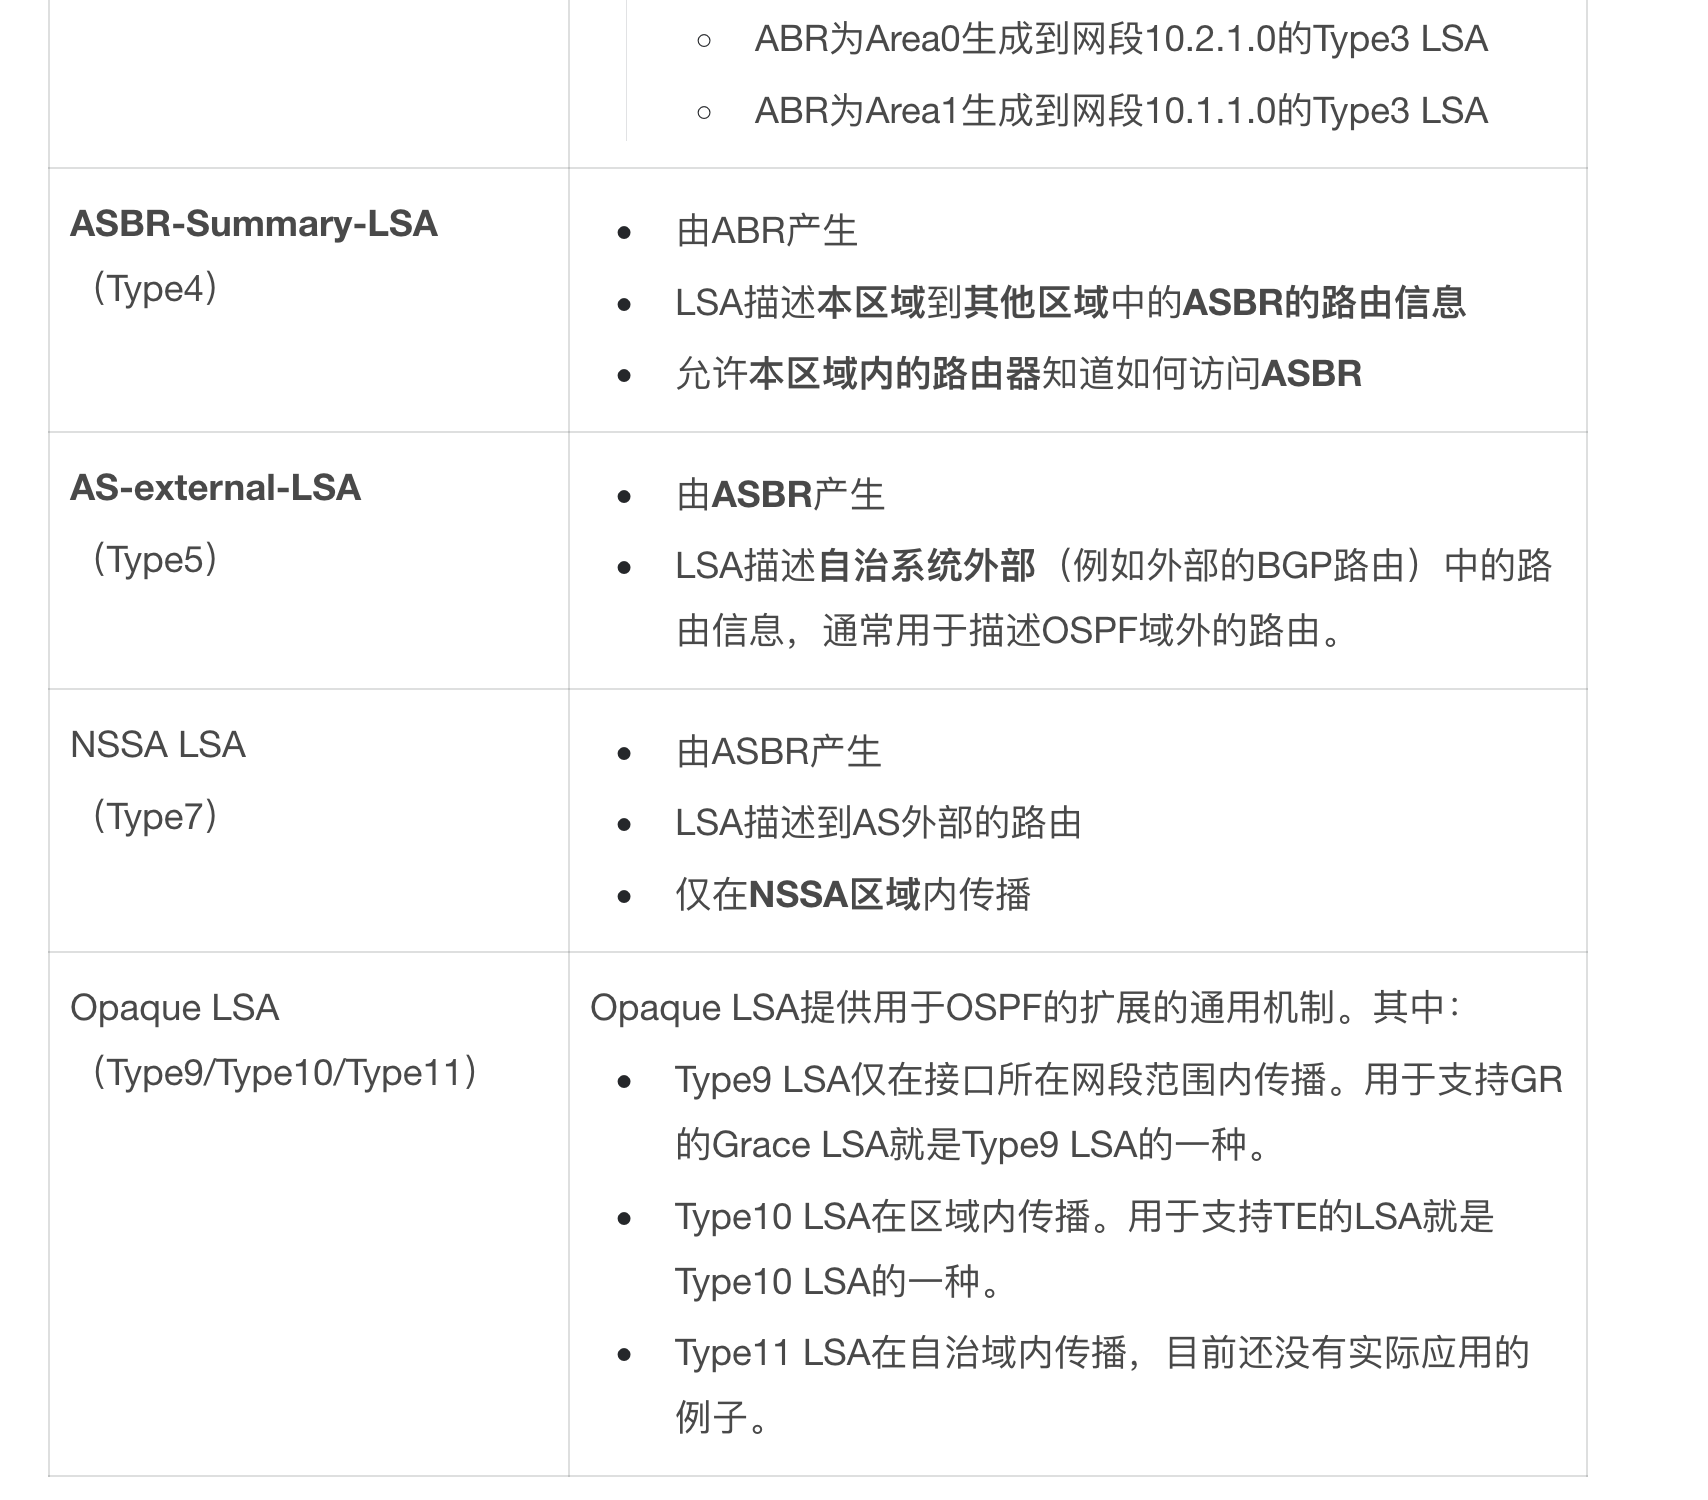 ABR为Area0生成到网段10.2.1.0的Type3 LSA
ABR为Area1生成到网段10.1.1.0的Type3 LSA
ASBR-Summary-LSA
（Type4）
由ABR产生
LSA描述本区域到其他区域中的ASBR的路由信息
允许本区域内的路由器知道如何访问ASBR
AS-external-LSA
（Type5）
由ASBR产生
LSA描述自治系统外部（例如外部的BGP路由）中的路
由信息，通常用于描述OSPF域外的路由。
NSSA LSA
（Type7）
由ASBR产生
LSA描述到AS外部的路由
仅在NSSA区域内传播
Opaque LSA
（Type9/Type10/Type11）
Opaque LSA提供用于OSPF的扩展的通用机制。其中：
Type9 LSA仅在接口所在网段范围内传播。用于支持GR
的Grace LSA就是Type9 LSA的一种。
Type10 LSA在区域内传播。用于支持TE的LSA就是
Type10 LSA的一种。
Type11 LSA在自治域内传播，目前还没有实际应用的
例子。